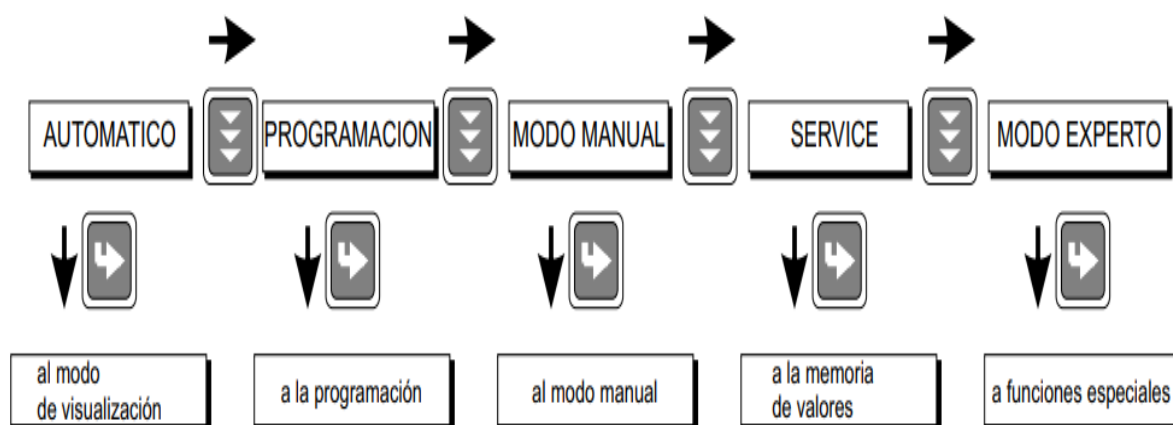 AUTOMATICO
PROGRAMACION
MODO MANUAL
SERVICE
MODO EXPERTO
al modo
de visualización
a la programación
al modo manual
a la memoria
de valores
a funciones especiales